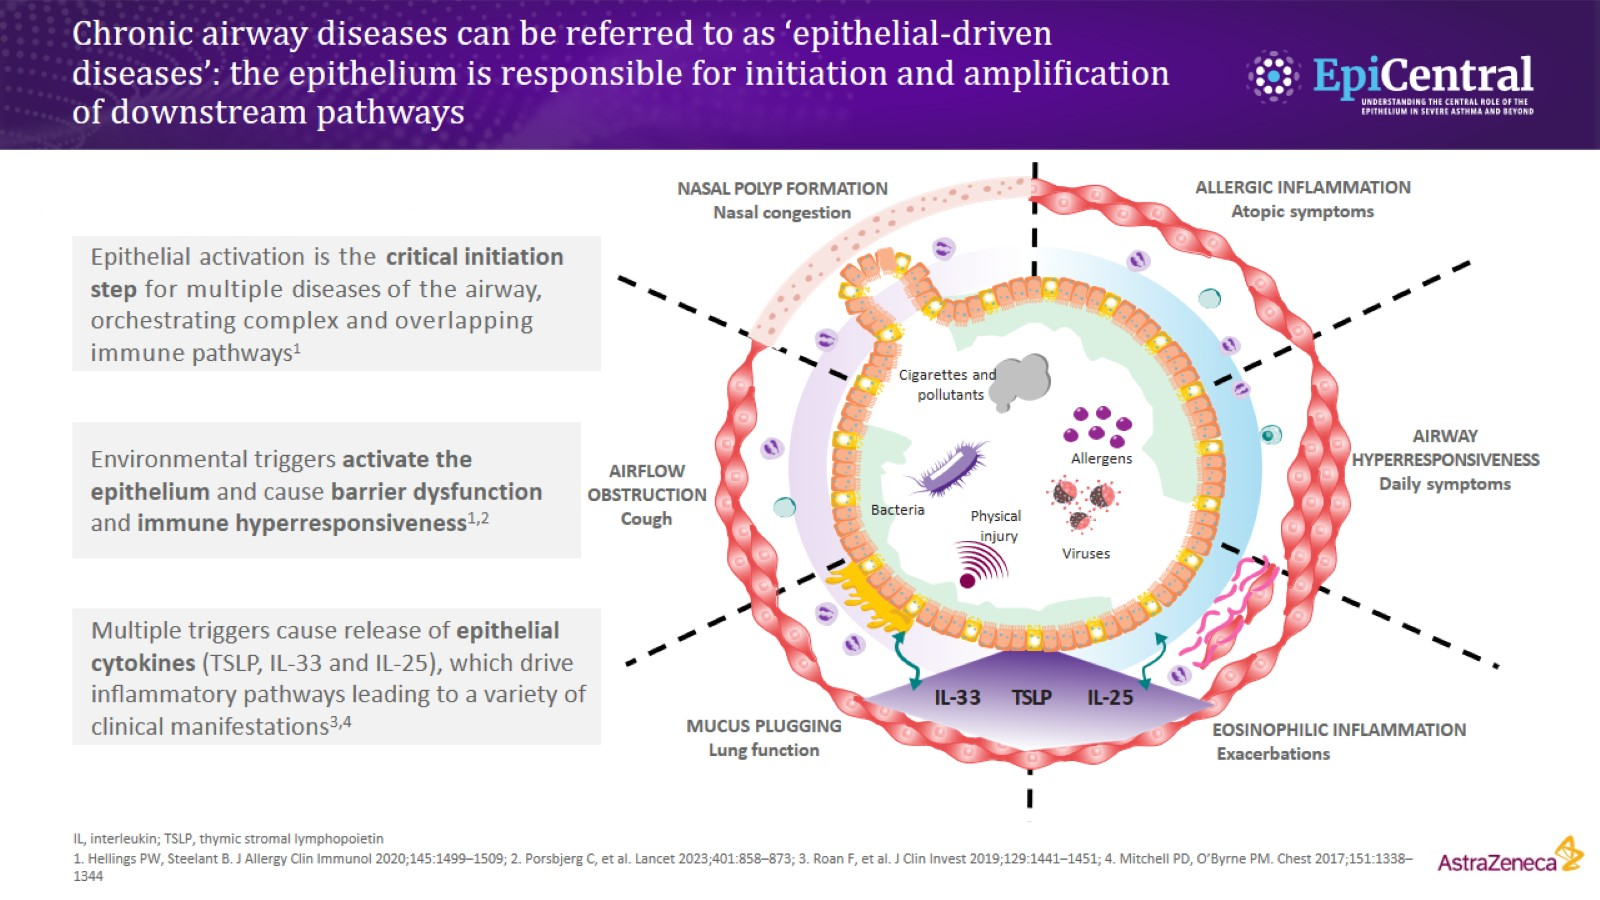 Chronic airway diseases can be referred to as ‘epithelial-driven
diseases’: the epithelium is responsible for initiation and amplification
of downstream pathways
EpiCentral
UNDERSTANDING THE CENTRAL ROLE OF THE
EPITHELIUM IN SEVERE ASTHMA AND BEYOND
Epithelial activation is the critical initiation
step for multiple diseases of the airway,
orchestrating complex and overlapping
immune pathways1
Environmental triggers activate the
epithelium and cause barrier dysfunction
and immune hyperresponsiveness1,2
Multiple triggers cause release of epithelial
cytokines (TSLP, IL-33 and IL-25), which drive
inflammatory pathways leading to a variety of
clinical manifestations3,4
NASAL POLYP FORMATION
Nasal congestion
ALLERGIC INFLAMMATION
Atopic symptoms
AIRFLOW
OBSTRUCTION
Cough
AIRWAY
HYPERRESPONSIVENESS
Daily symptoms
MUCUS PLUGGING
Lung function
EOSINOPHILIC INFLAMMATION
Exacerbations
Cigarettes and
pollutants
Allergens
Bacteria
Physical
injury
Viruses
IL-33 TSLP IL-25
IL, interleukin; TSLP, thymic stromal lymphopoietin
1. Hellings PW, Steelant B. J Allergy Clin Immunol 2020;145:1499–1509; 2. Porsbjerg C, et al. Lancet 2023;401:858–873; 3. Roan F, et al. J Clin Invest 2019;129:1441–1451; 4. Mitchell PD, O’Byrne PM. Chest 2017;151:1338–
1344
AstraZeneca